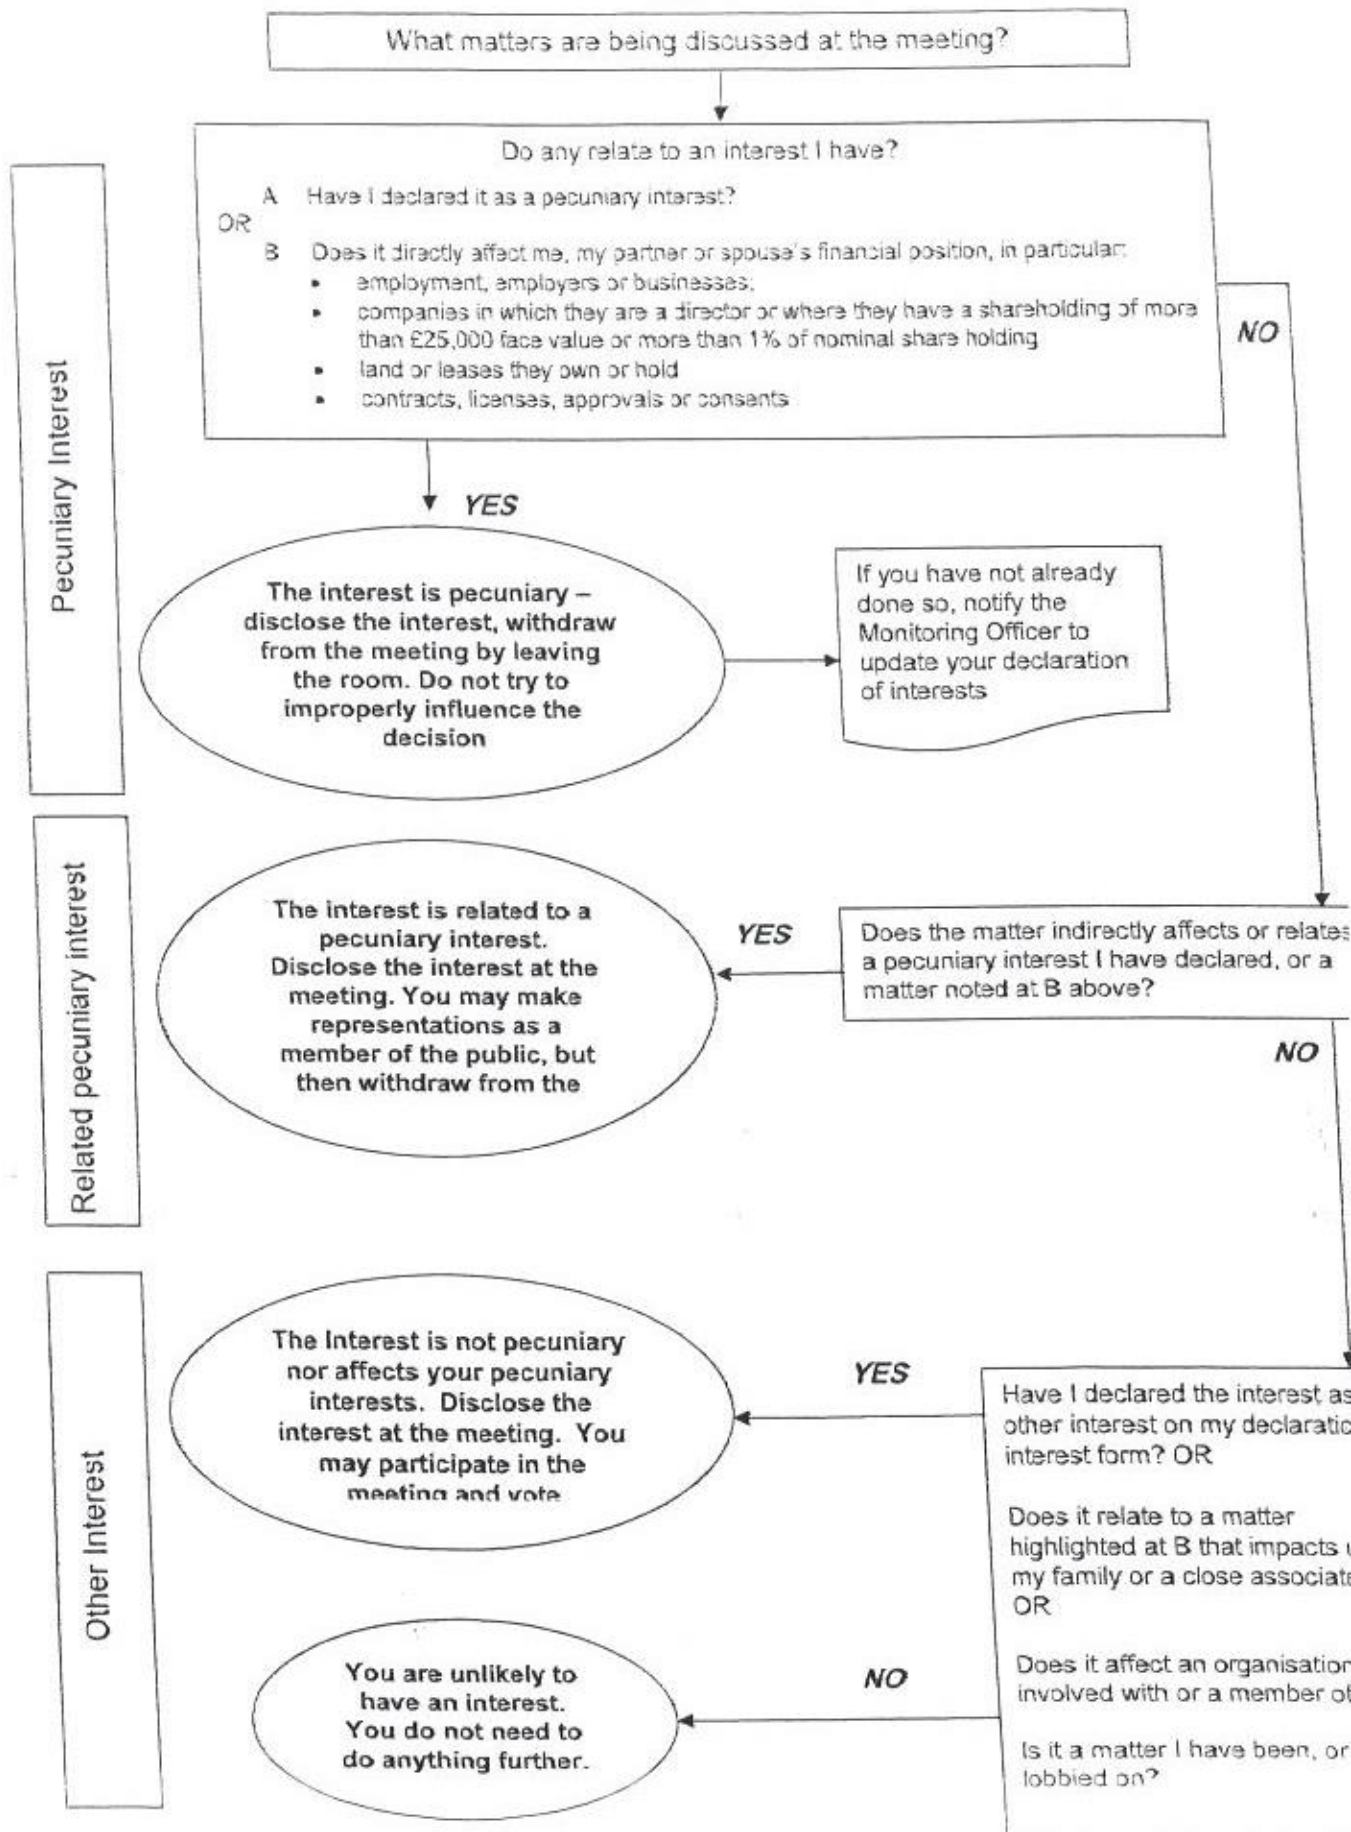 What matters are being discussed at the meeting?
Do any relate to an interest I have?
A Have I declared it as a pecuniary interest?
OR
B Does it directly affect me, my partner or spouse's financial position, in particular:
• employment, employers or businesses;
• companies in which they are a director or where they have a shareholding of more
than £25,000 face value or more than 1% of nominal share holding
• land or leases they own or hold
• contracts, licenses, approvals or consents
NO
Pecuniary Interest
YES
The interest is pecuniary –
disclose the interest, withdraw
from the meeting by leaving
the room. Do not try to
improperly influence the
decision
If you have not already
done so, notify the
Monitoring Officer to
update your declaration
of interests
Related pecuniary interest
The interest is related to a
pecuniary interest.
Disclose the interest at the
meeting. You may make
representations as a
member of the public, but
then withdraw from the
YES
Does the matter indirectly affects or relates
a pecuniary interest I have declared, or a
matter noted at B above?
NO
Other Interest
The Interest is not pecuniary
nor affects your pecuniary
interests. Disclose the
interest at the meeting. You
may participate in the
meeting and vote
YES
Have I declared the interest as
other interest on my
interest form? OR
Does it relate to a matter
highlighted at B that impacts
my family or a close
OR
Does it affect an organisation
involved with or a member
Is it a matter I have been, or
lobbied on?
NO
You are unlikely to
have an interest.
You do not need to
do anything further.